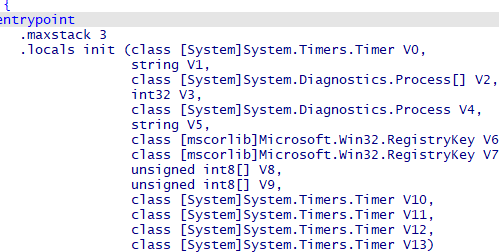 {
entrypoint
.maxstack 3
.locals init (class [System]System.Timers.Timer V0,
string V1,
class [System]System.Diagnostics.Process[] V2,
int32 V3,
class [System]System.Diagnostics.Process V4,
string V5,
class [mscorlib]Microsoft.Win32.RegistryKey V6
class [mscorlib]Microsoft.Win32.RegistryKey V7
unsigned int8[] V8,
unsigned int8[] V9,
class [System]System.Timers.Timer V10,
class [System]System.Timers.Timer V11,
class [System]System.Timers.Timer V12,
class [System]System.Timers.Timer V13)